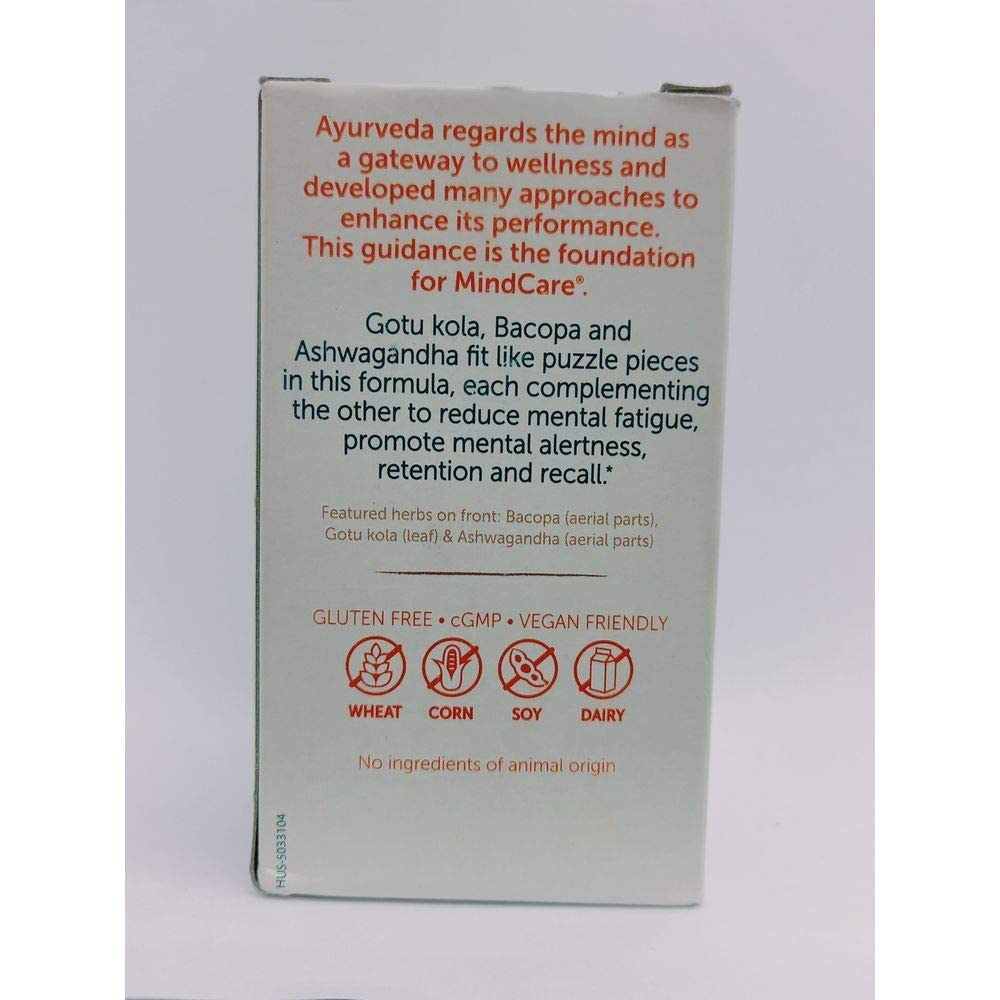 Ayurveda regards the mind as
a gateway to wellness and
developed many approaches to
enhance its performance.
This guidance is the foundation
for MindCare®.
Gotu kola, Bacopa and
Ashwagandha fit like puzzle pieces
in this formula, each complementing
the other to reduce mental fatigue,
promote mental alertness,
retention and recall.*
Featured herbs on front: Bacopa (aerial parts),
Gotu kola (leaf) & Ashwagandha (aerial parts)
GLUTEN FREE • cGMP • VEGAN FRIENDLY
WHEAT CORN SOY DAIRY
No ingredients of animal origin
HUS-S033104